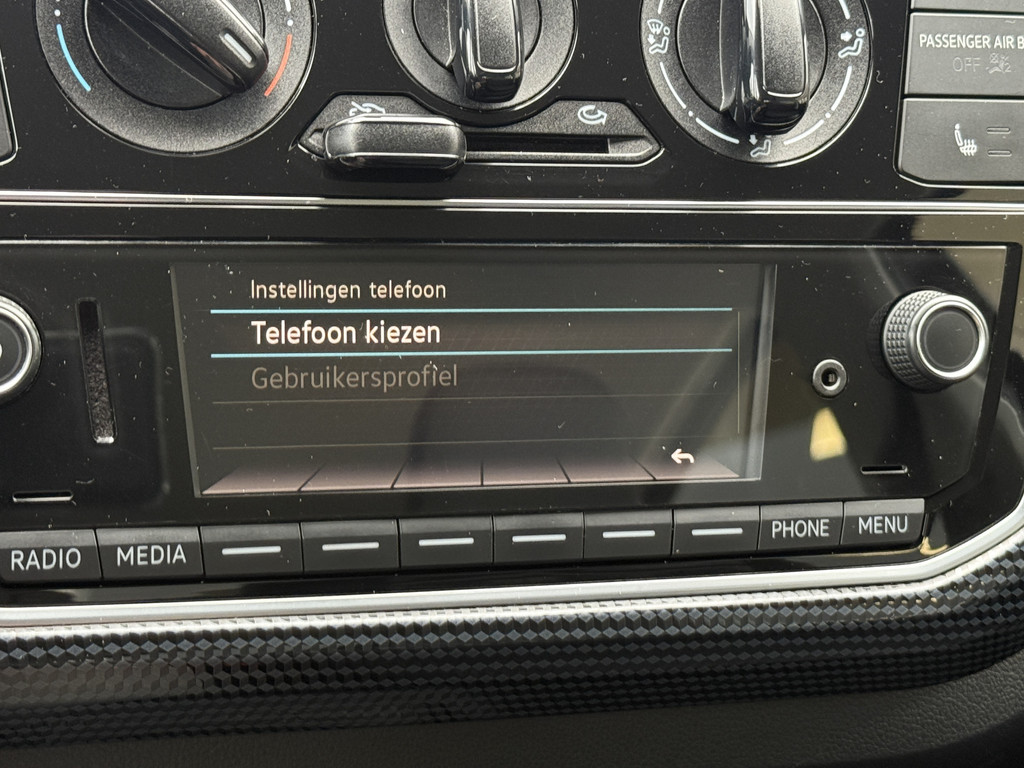 PASSENGER AIR B
OFF
Instellingen telefoon
Telefoon kiezen
Gebruikersprofiel
RADIO
MEDIA
PHONE
MENU